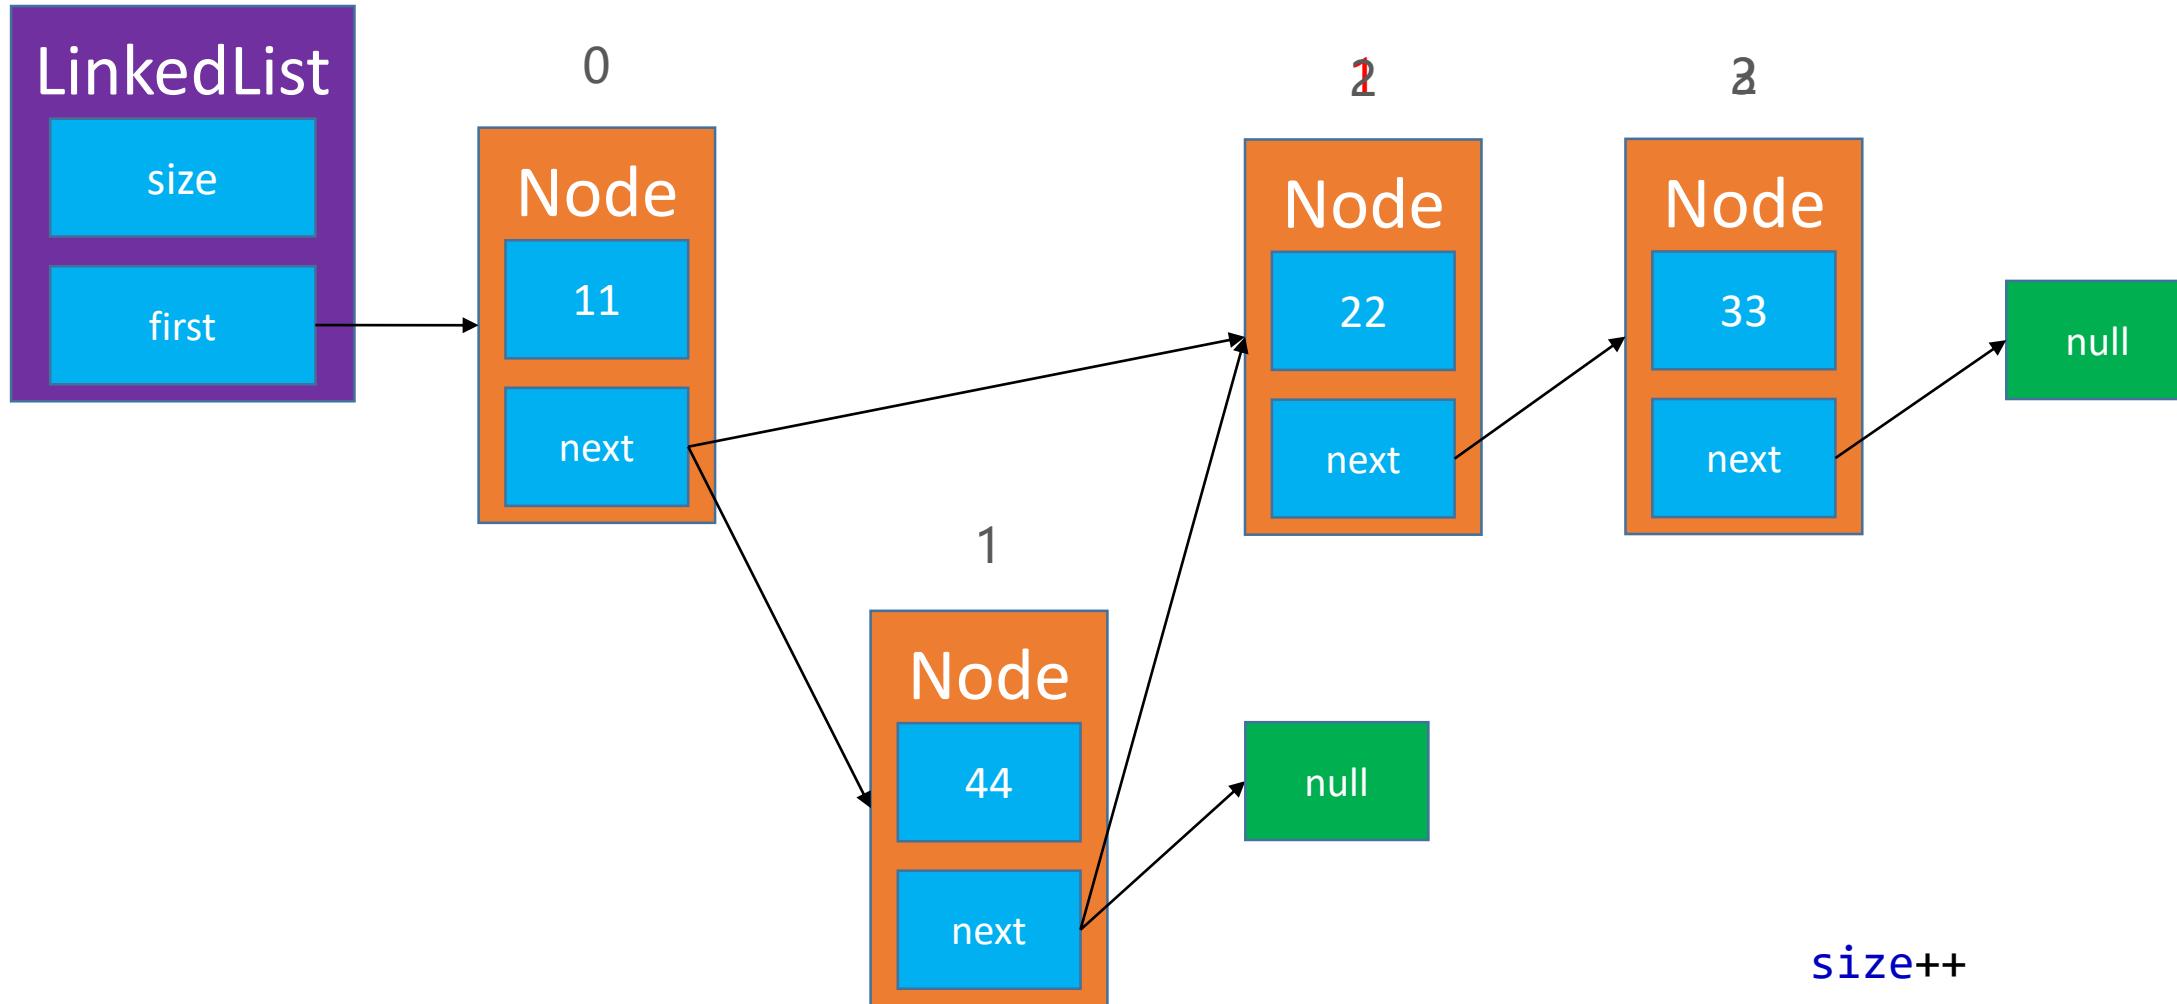 LinkedList
size
first
0
Node
11
next
1
Node
44
next
null
Node
22
next
Node
33
next
null
size++